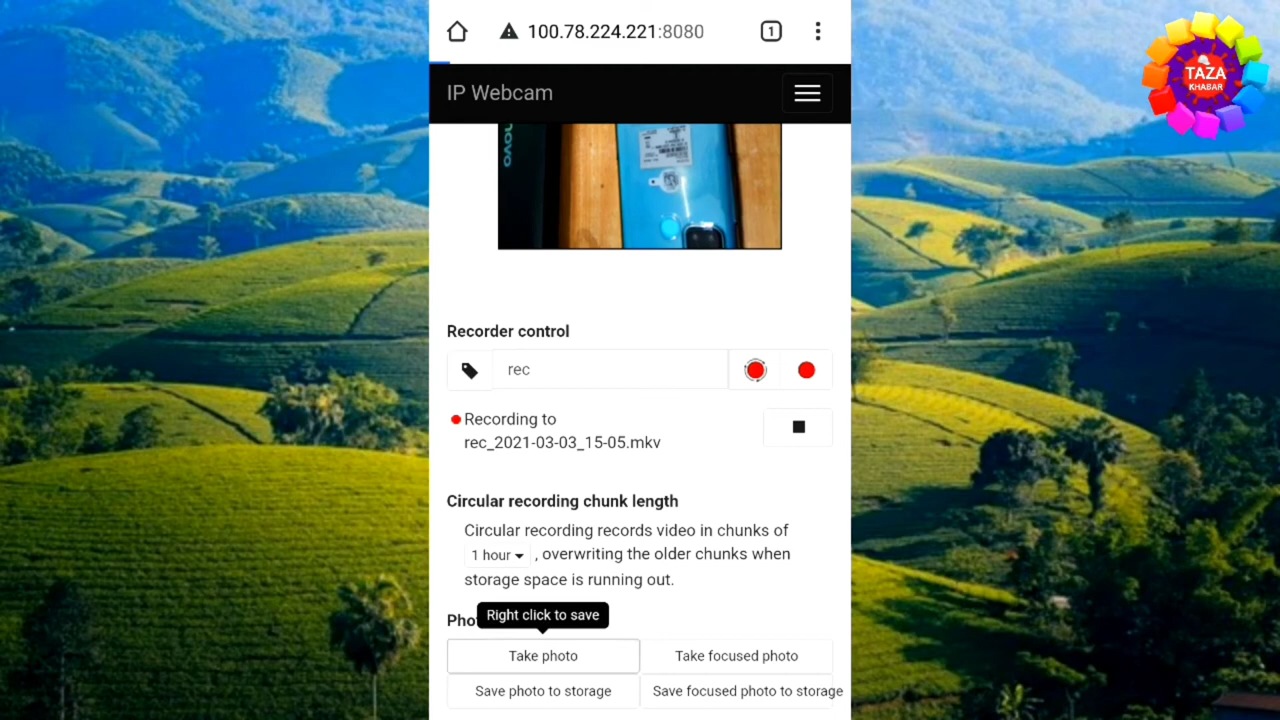 100.78.224.221:8080
1
TAZA
KHABAR
IP Webcam
Recorder control
rec
Recording to
rec_2021-03-03_15-05.mkv
Circular recording chunk length
Circular recording records video in chunks of
1 hour , overwriting the older chunks when
storage space is running out.
Right click to save
Take photo Take focused photo
Save photo to storage Save focused photo to storage